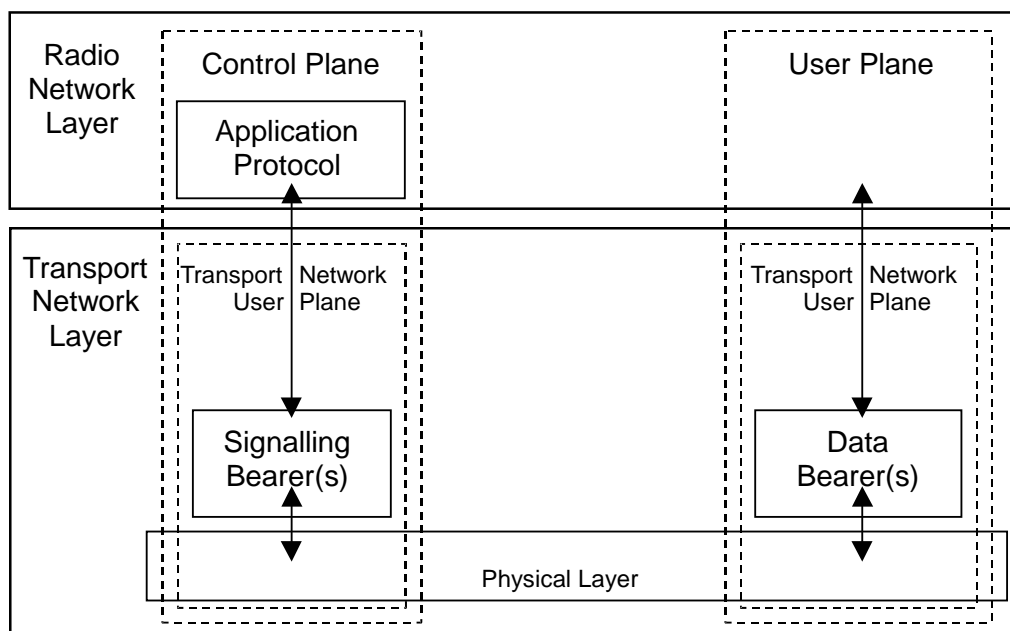 Radio
Network
Layer
Control Plane
User Plane
Application
Protocol
Transport
Network
Layer
Transport Network
User Plane
Transport Network
User Plane
Signalling
Bearer(s)
Data
Bearer(s)
Physical Layer